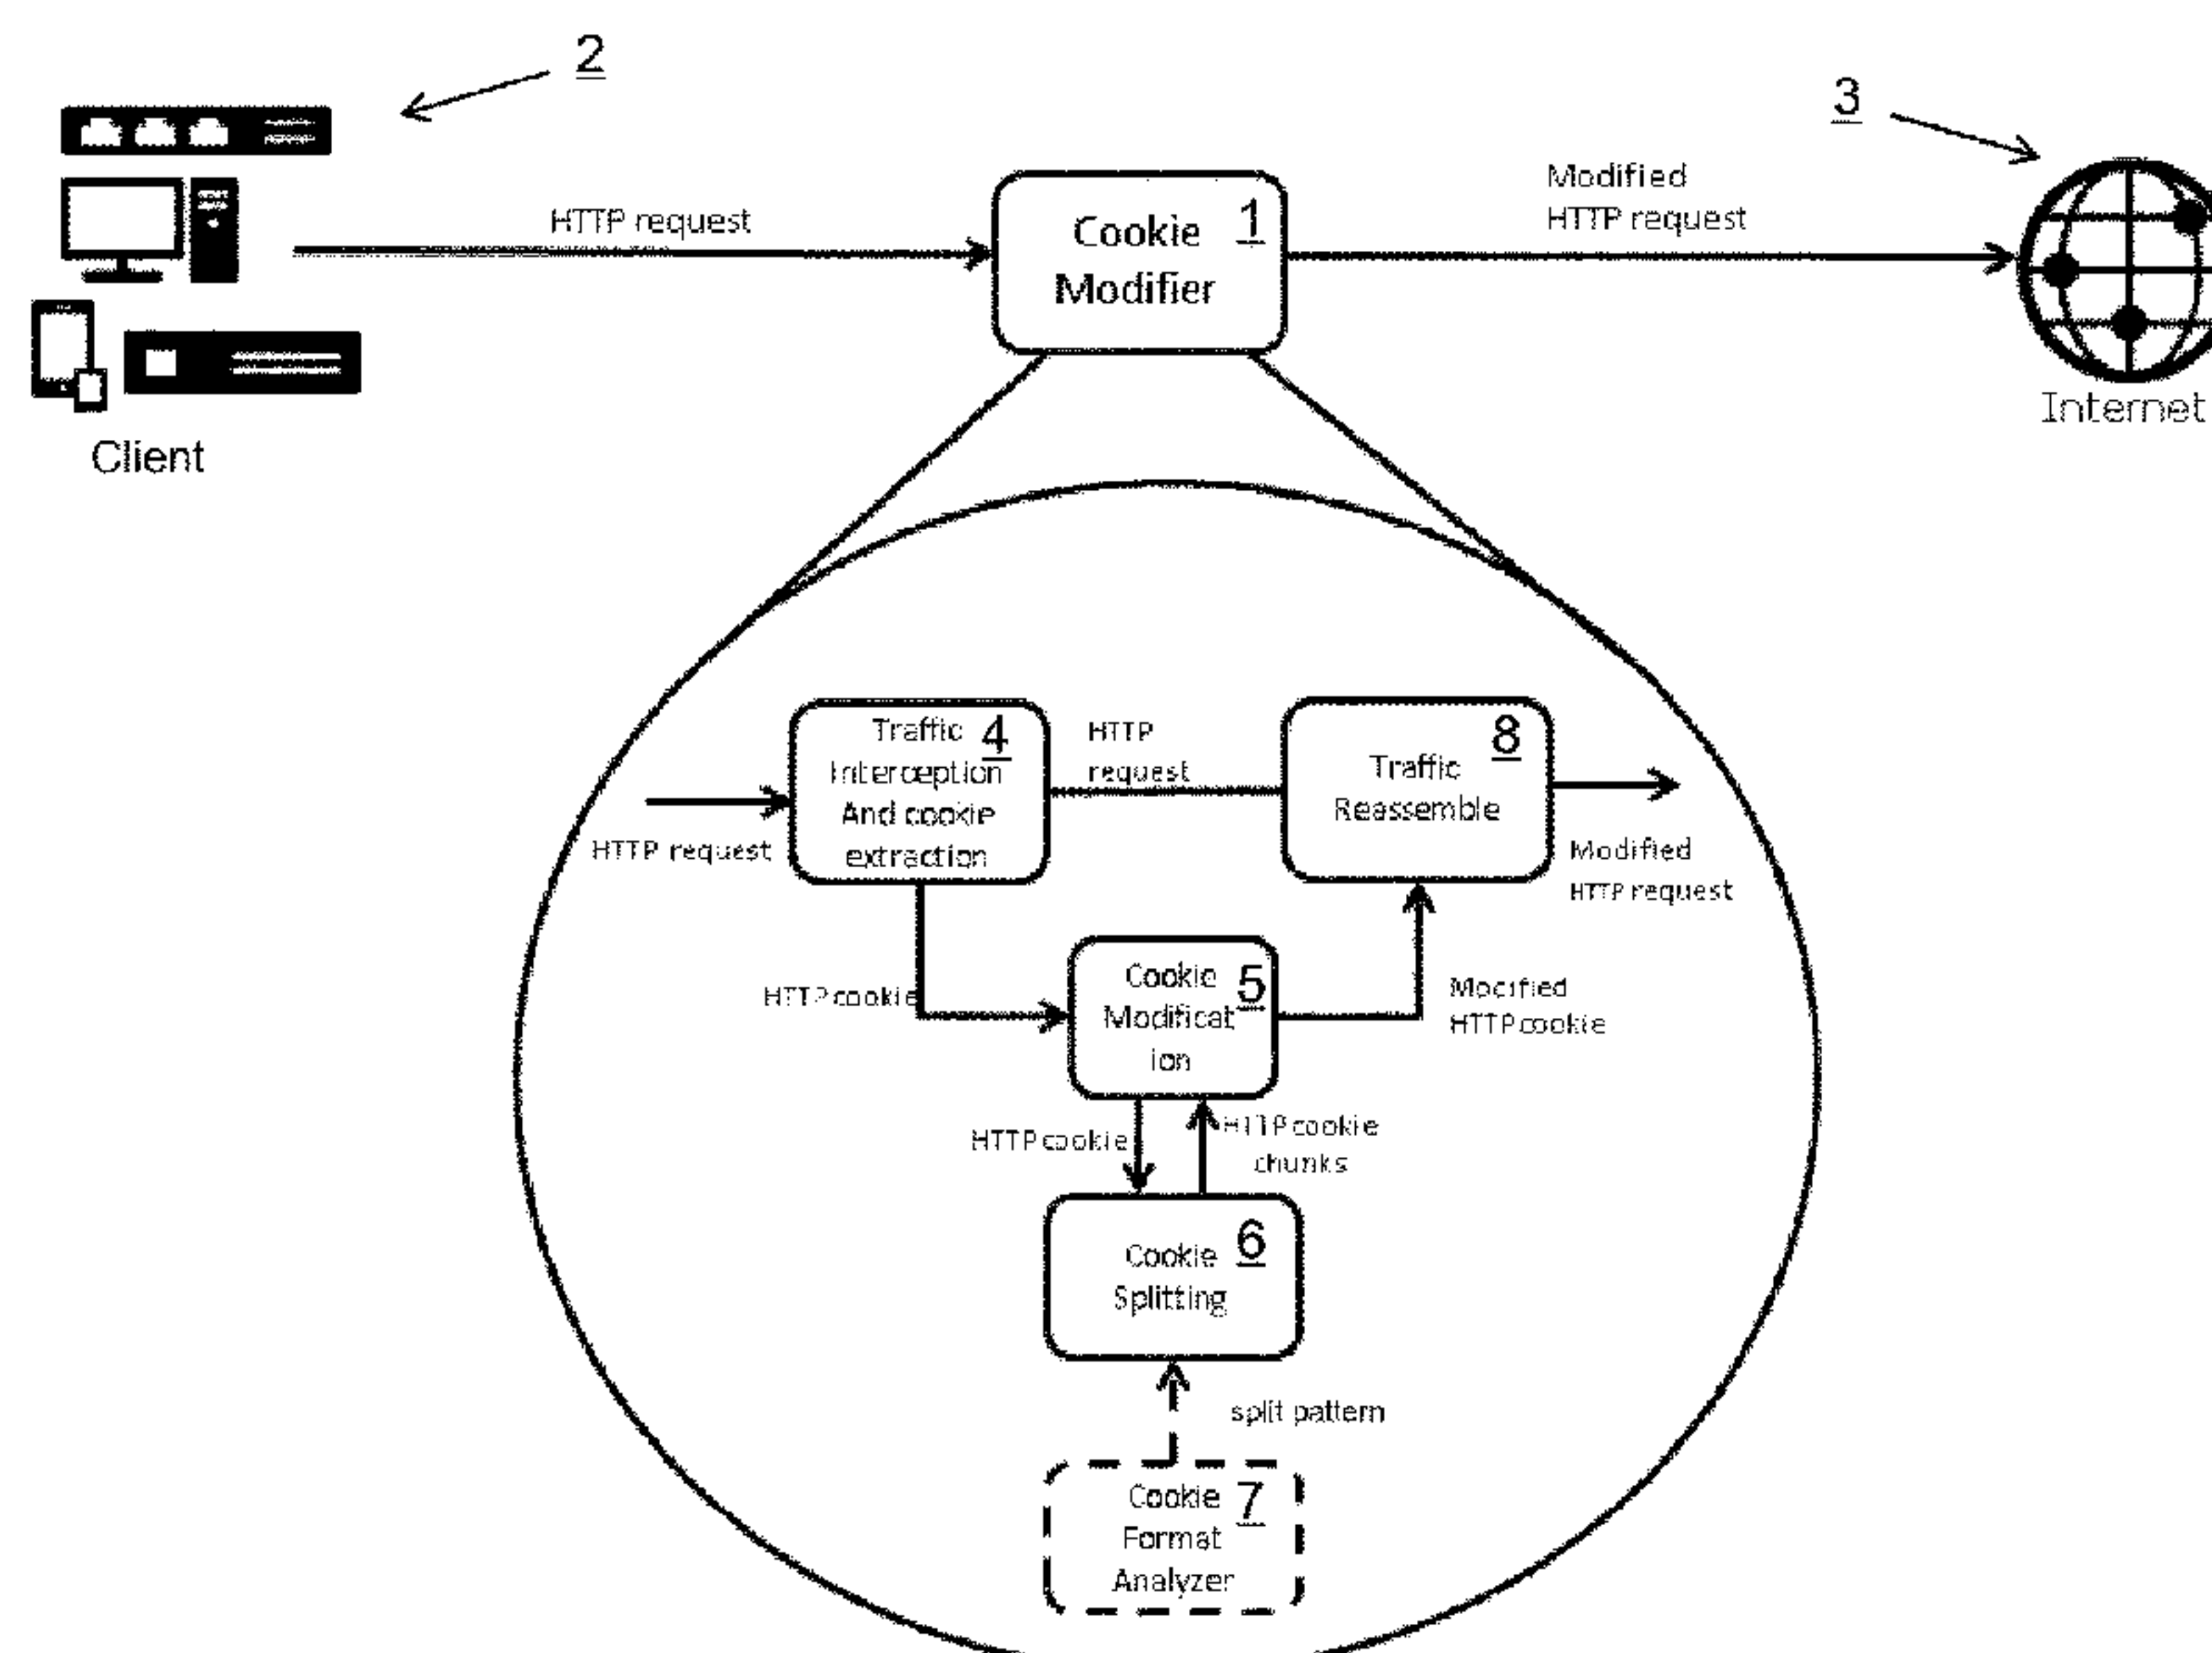 2
3
HTTP request
Cookie
Modifier
1
Modified
HTTP request
Client
Internet
Traffic
Interception
And cookie
extraction
4
HTTP
request
Traffic
Reassemble
8
HTTP request
Modified
HTTP request
HTTP cookie
Cookie
Modificat
ion
5
Modified
HTTP cookie
HTTP cookie
HTTP cookie
chunks
Cookie
Splitting
6
split pattern
Cookie
Format
Analyzer
7